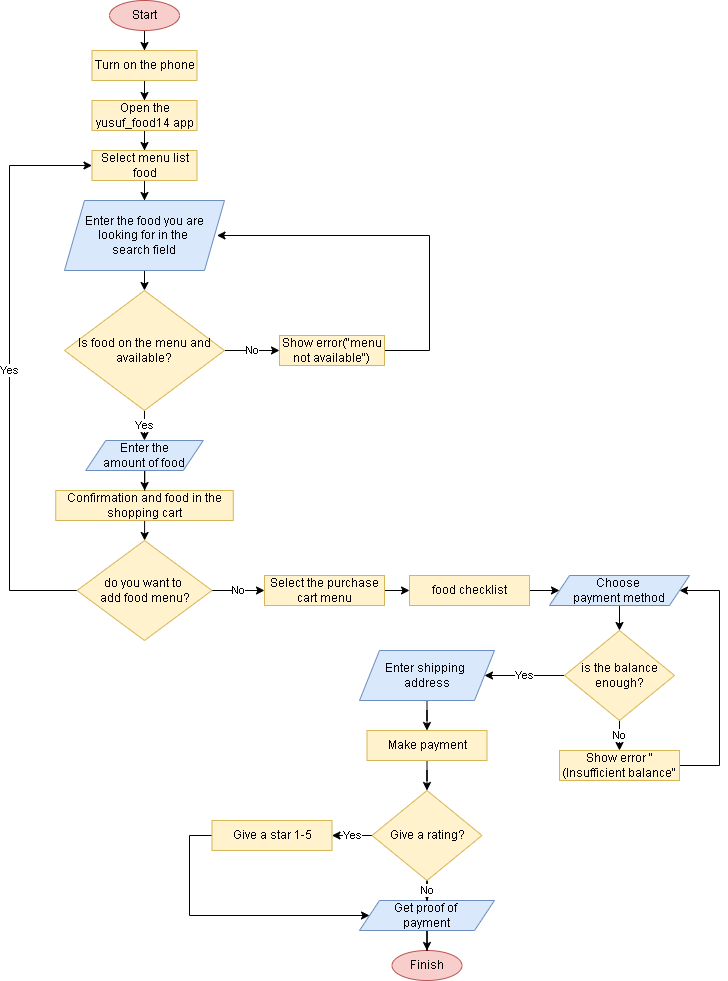 Start
Turn on the phone
Open the
yusuf_food14 app
Select menu list
food
Enter the food you are
looking for in the
search field
Is food on the menu and
available?
No
Show error("menu
not available")
Yes
Yes
Enter the
amount of food
Confirmation and food in the
shopping cart
do you want to
add food menu?
No
Select the purchase
cart menu
food checklist
Choose
payment method
is the balance
enough?
Yes
Enter shipping
address
No
Show error "
(Insufficient balance"
Make payment
Give a rating?
Yes
Give a star 1-5
No
Get proof of
payment
Finish